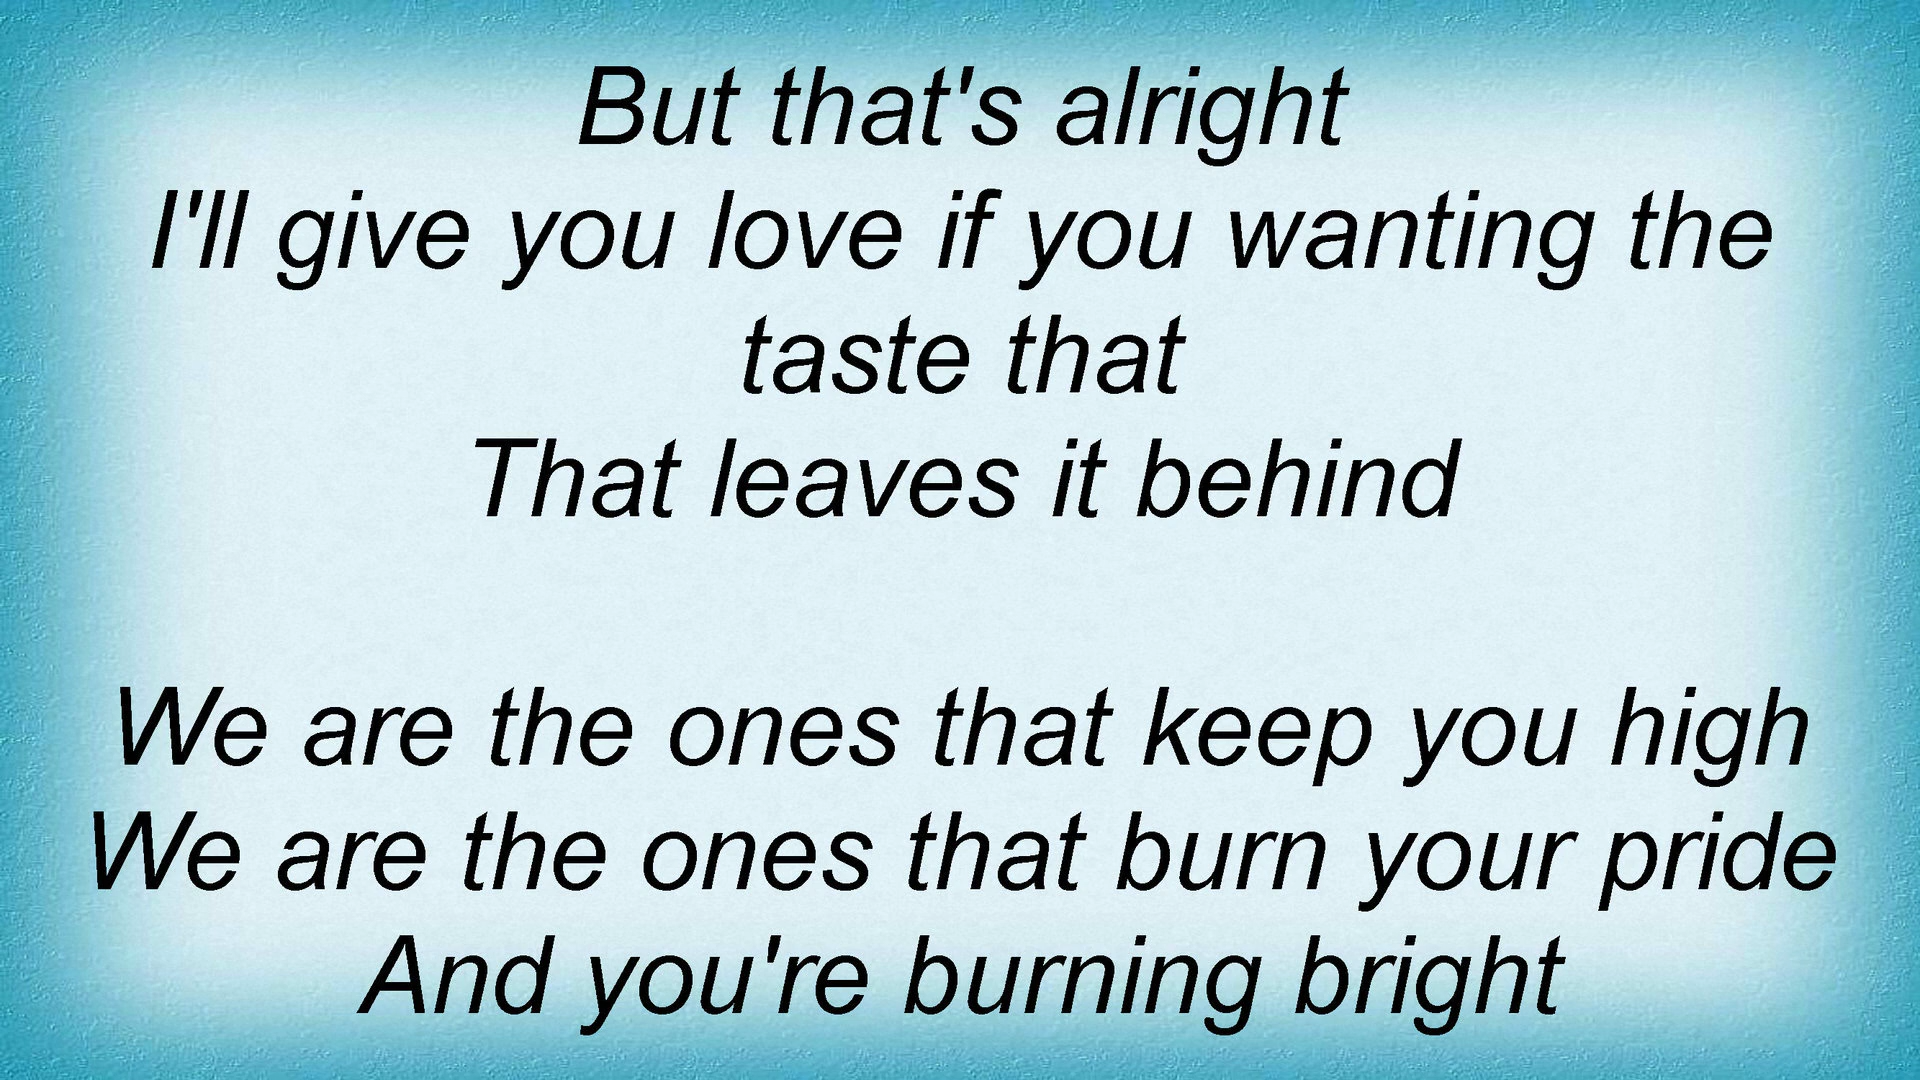 But that's alright
I'll give you love if you wanting the
taste that
That leaves it behind
We are the ones that keep you high
We are the ones that burn your pride
And you're burning bright